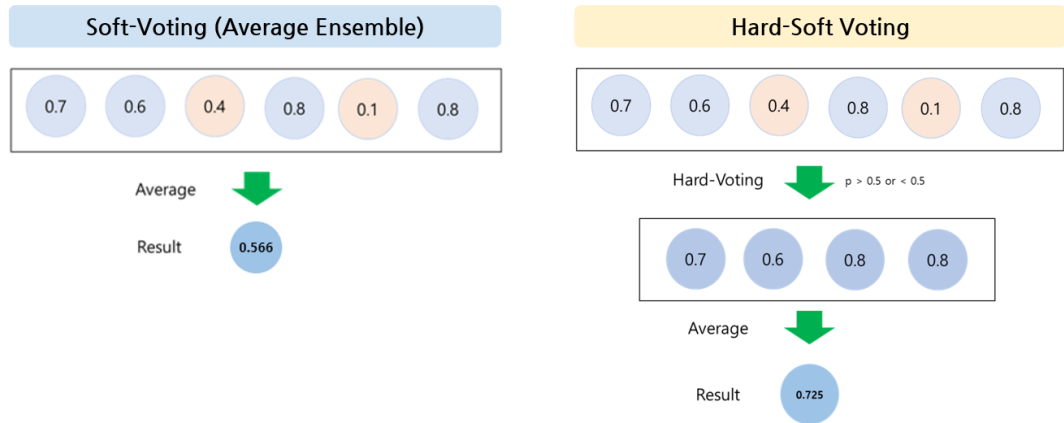 Soft-Voting (Average Ensemble)
0.7 0.6 0.4 0.8 0.1 0.8
Average
Result 0.566
Hard-Soft Voting
0.7 0.6 0.4 0.8 0.1 0.8
Hard-Voting p > 0.5 or < 0.5
0.7 0.6 0.8 0.8
Average
Result 0.725